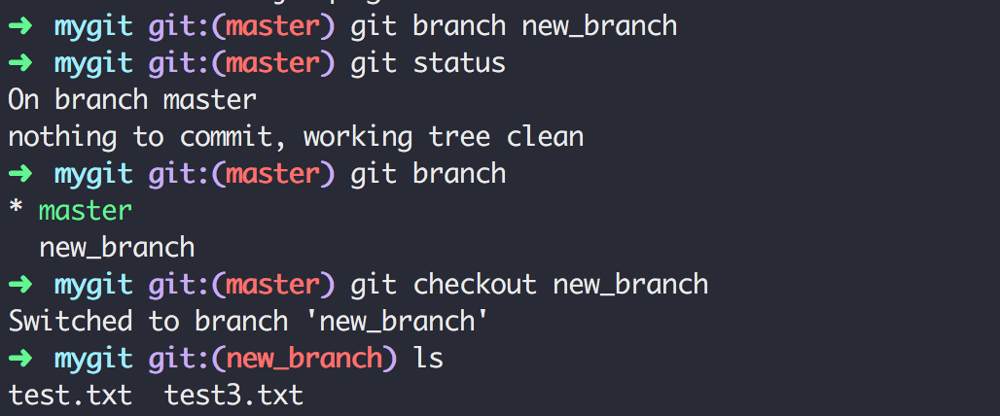 ➜  mygit git:(master) git branch new_branch
➜  mygit git:(master) git status
On branch master
nothing to commit, working tree clean
➜  mygit git:(master) git branch
* master
  new_branch
➜  mygit git:(master) git checkout new_branch
Switched to branch 'new_branch'
➜  mygit git:(new_branch) ls
test.txt  test3.txt